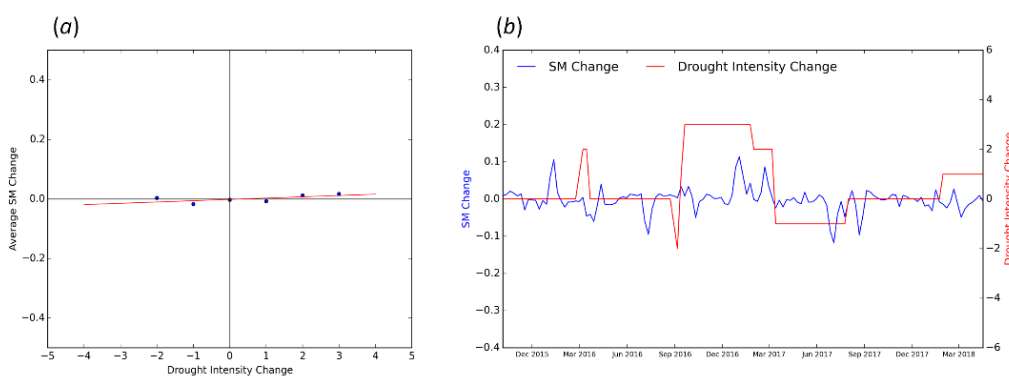 (a)
0.4
0.2
0.0
−0.2
−0.4
Average SM Change
−5 −4 −3 −2 −1 0 1 2 3 4 5
Drought Intensity Change
(b)
SM Change Drought Intensity Change
0.4
0.3
0.2
0.1
0.0
−0.1
−0.2
−0.3
−0.4
SM Change
6
4
2
0
−2
−4
−6
Drought Intensity Change
Dec 2015 Mar 2016 Jun 2016 Sep 2016 Dec 2016 Mar 2017 Jun 2017 Sep 2017 Dec 2017 Mar 2018